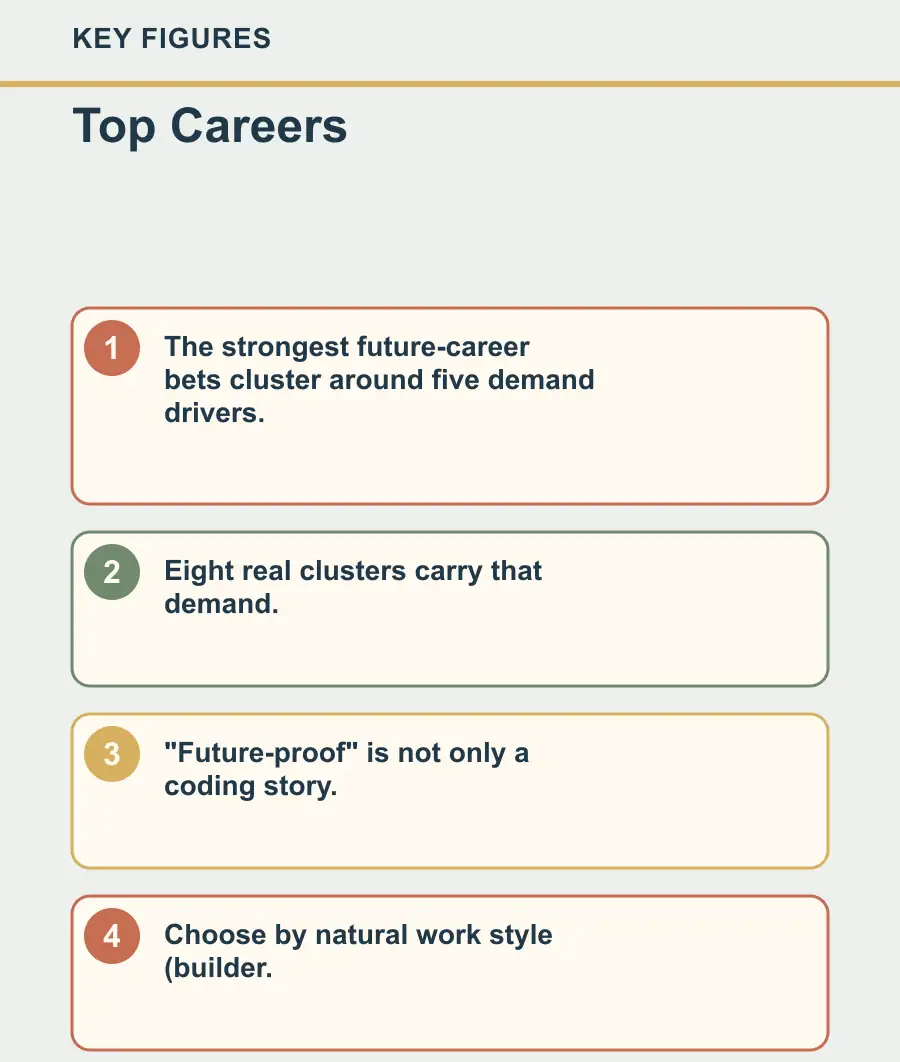 KEY FIGURES
Top Careers
1
The strongest future-career
bets cluster around five demand
drivers.
2
Eight real clusters carry that
demand.
3
"Future-proof" is not only a
coding story.
4
Choose by natural work style
(builder.